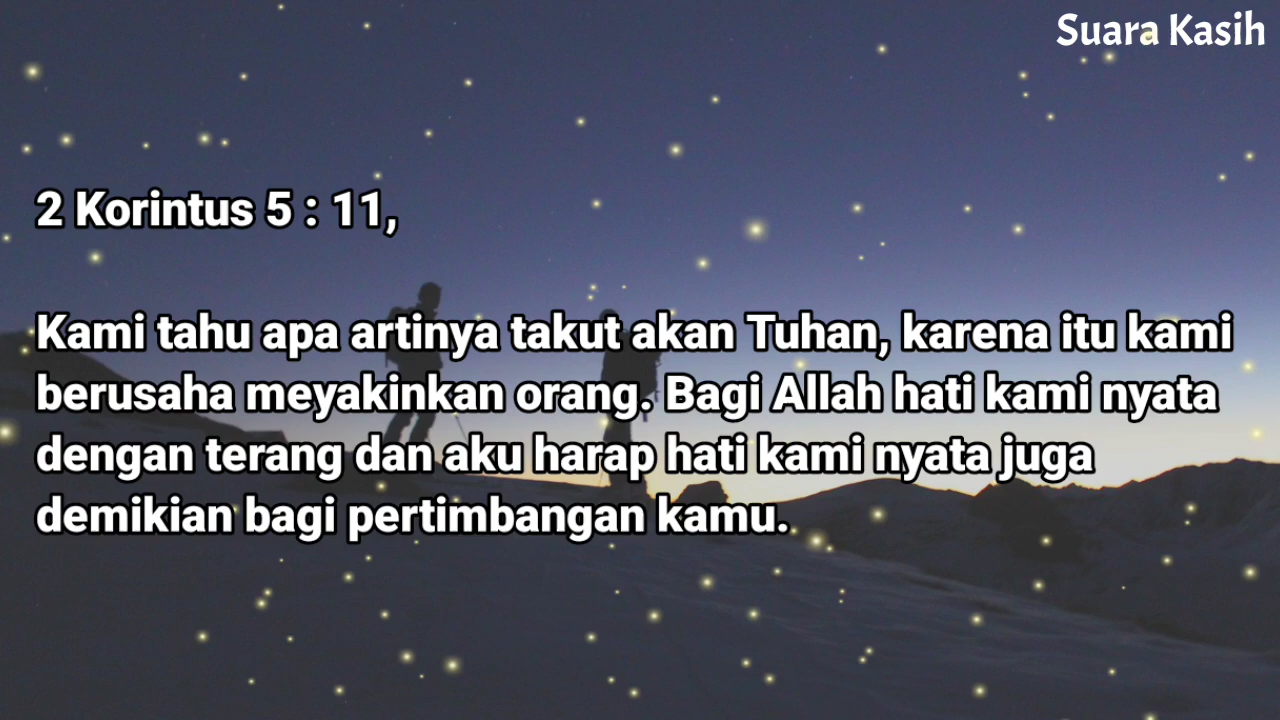 Suara Kasih
2 Korintus 5 : 11,
Kami tahu apa artinya takut akan Tuhan, karena itu kami
berusaha meyakinkan orang. Bagi Allah hati kami nyata
dengan terang dan aku harap hati kami nyata juga
demikian bagi pertimbangan kamu.